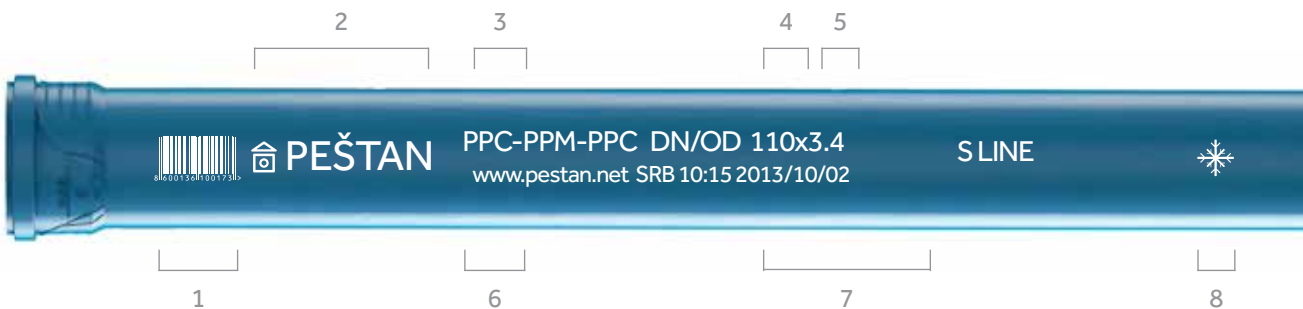 2 3 4 5
PEŠTAN PPC-PPM-PPC DN/OD 110x3.4 S LINE
8600136100173>
www.pestan.net SRB 10:15 2013/10/02
1 6 7 8